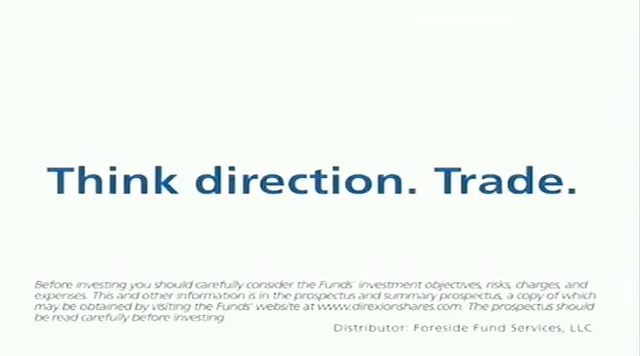 Think direction. Trade.
Before investing you should carefully consider the Funds' investment objectives, risks, charges, and
expenses. This and other information is in the prospectus and summary prospectus, a copy of which
may be obtained by visiting the Funds' website at www.direxionshares.com. The prospectus should
be read carefully before investing.
Distributor: Foreside Fund Services, LLC.